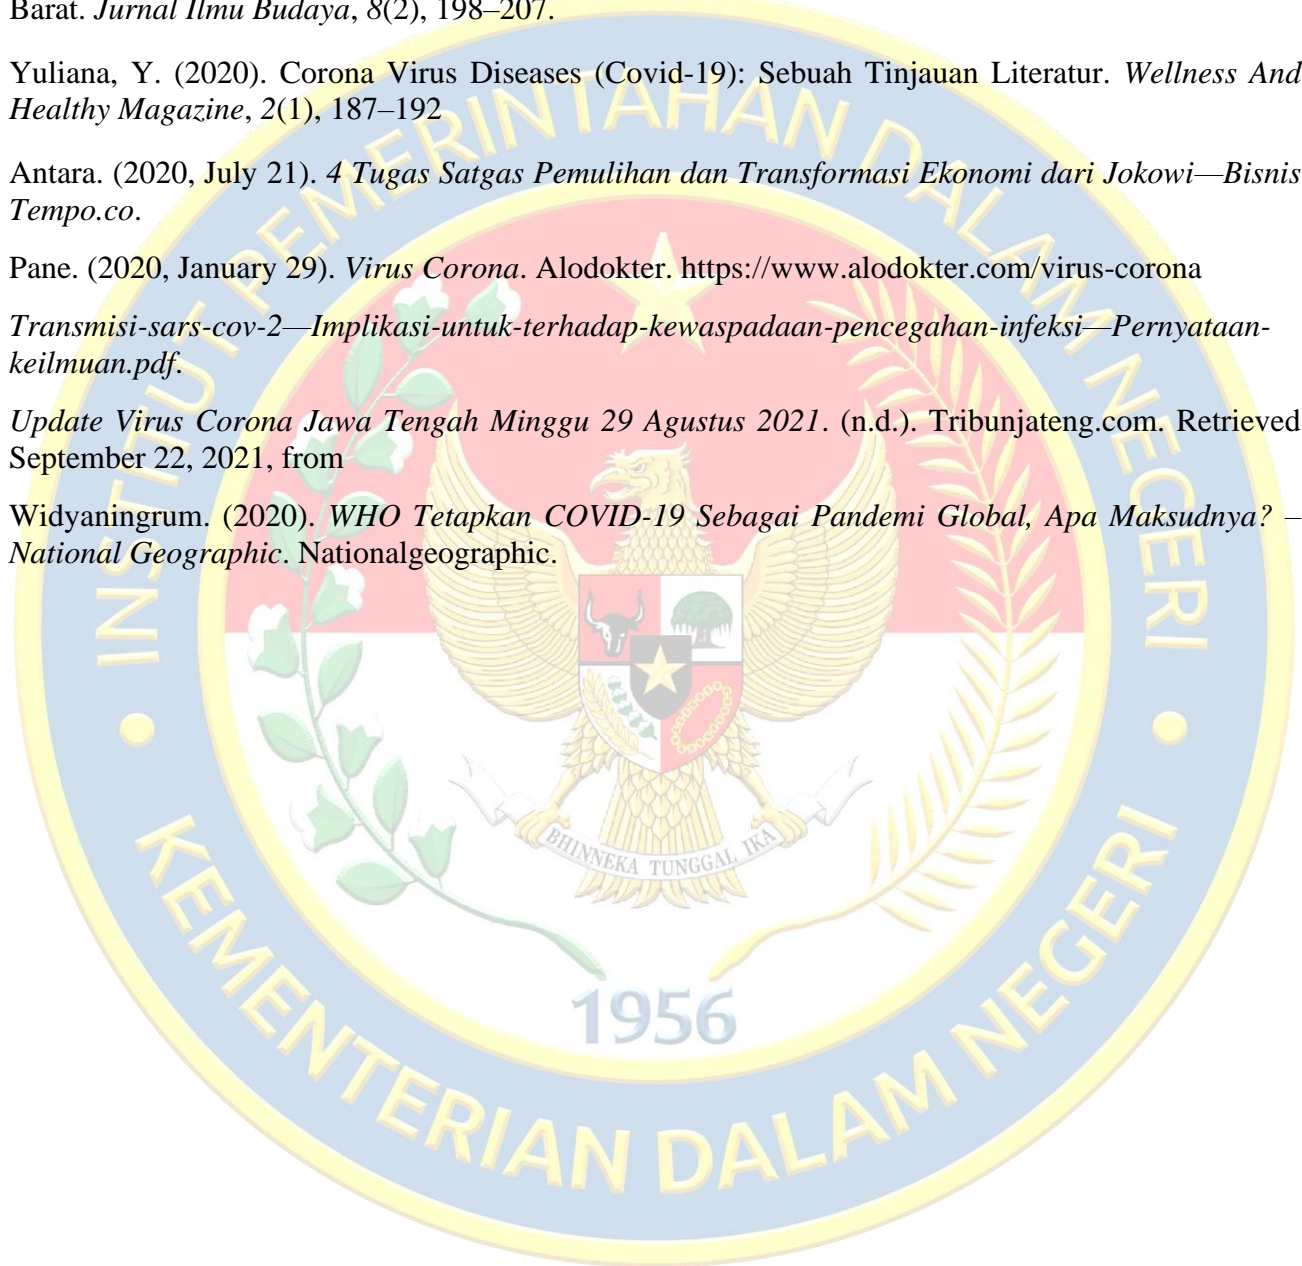 Barat. Jurnal Ilmu Budaya, 8(2), 198–207.
Yuliana, Y. (2020). Corona Virus Diseases (Covid-19): Sebuah Tinjauan Literatur. Wellness And
Healthy Magazine, 2(1), 187–192
Antara. (2020, July 21). 4 Tugas Satgas Pemulihan dan Transformasi Ekonomi dari Jokowi—Bisnis
Tempo.co.
Pane. (2020, January 29). Virus Corona. Alodokter. https://www.alodokter.com/virus-corona
Transmisi-sars-cov-2—Implikasi-untuk-terhadap-kewaspadaan-pencegahan-infeksi—Pernyataan-
keilmuan.pdf.
Update Virus Corona Jawa Tengah Minggu 29 Agustus 2021. (n.d.). Tribunjateng.com. Retrieved
September 22, 2021, from
Widyaningrum. (2020). WHO Tetapkan COVID-19 Sebagai Pandemi Global, Apa Maksudnya? –
National Geographic. Nationalgeographic.
INSTITUT PEMERINTAHAN DALAM NEGERI
BHINNEKA TUNGGAL IKA
1956
KEMENTERIAN DALAM NEGERI